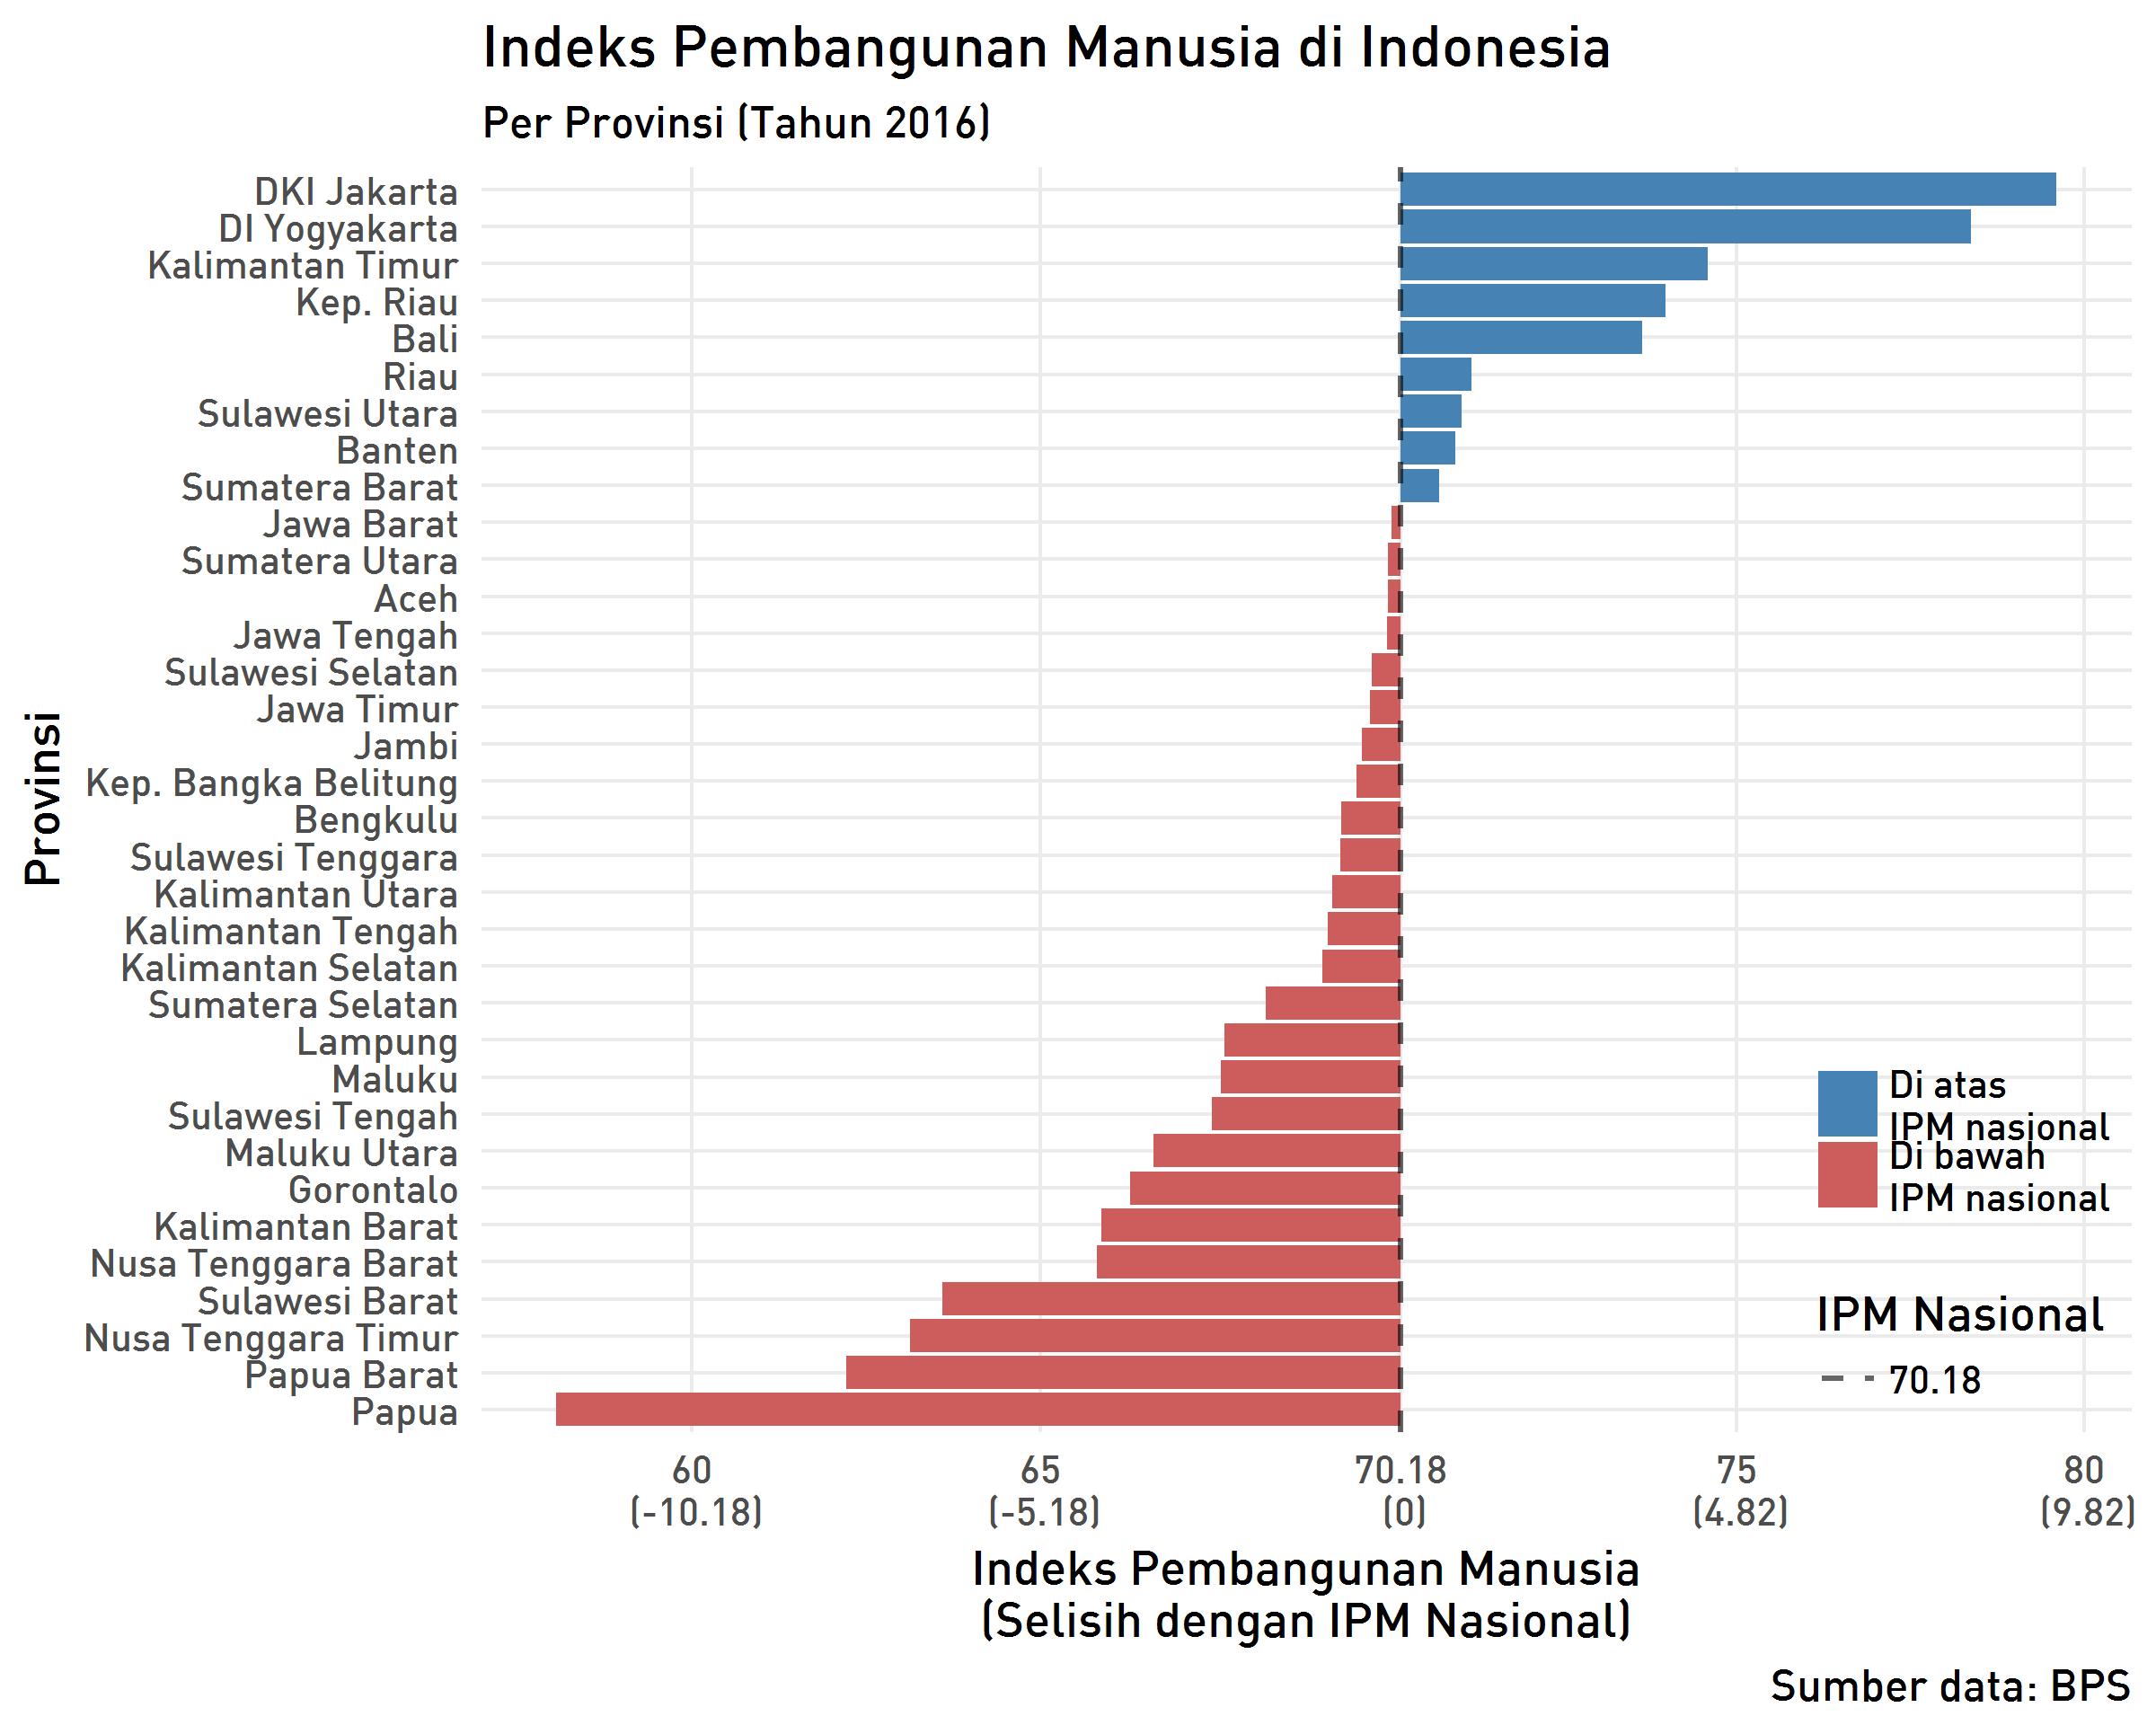 Indeks Pembangunan Manusia di Indonesia
Per Provinsi (Tahun 2016)
Provinsi
DKI Jakarta
DI Yogyakarta
Kalimantan Timur
Kep. Riau
Bali
Riau
Sulawesi Utara
Banten
Sumatera Barat
Jawa Barat
Sumatera Utara
Aceh
Jawa Tengah
Sulawesi Selatan
Jawa Timur
Jambi
Kep. Bangka Belitung
Bengkulu
Sulawesi Tenggara
Kalimantan Utara
Kalimantan Tengah
Kalimantan Selatan
Sumatera Selatan
Lampung
Maluku
Sulawesi Tengah
Maluku Utara
Gorontalo
Kalimantan Barat
Nusa Tenggara Barat
Sulawesi Barat
Nusa Tenggara Timur
Papua Barat
Papua
Di atas
IPM nasional
Di bawah
IPM nasional
IPM Nasional
70.18
60 65 70.18 75 80
(-10.18) (-5.18) (0) (4.82) (9.82)
Indeks Pembangunan Manusia
(Selisih dengan IPM Nasional)
Sumber data: BPS